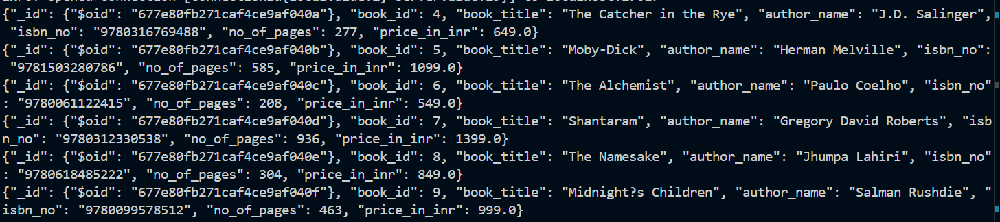 {"_id": {"$oid": "677e80fb271caf4ce9af040a"}, "book_id": 4, "book_title": "The Catcher in the Rye", "author_name": "J.D. Salinger",
"isbn_no": "9780316769488", "no_of_pages": 277, "price_in_inr": 649.0}
{"_id": {"$oid": "677e80fb271caf4ce9af040b"}, "book_id": 5, "book_title": "Moby-Dick", "author_name": "Herman Melville", "isbn_no":
"9781503280786", "no_of_pages": 585, "price_in_inr": 1099.0}
{"_id": {"$oid": "677e80fb271caf4ce9af040c"}, "book_id": 6, "book_title": "The Alchemist", "author_name": "Paulo Coelho", "isbn_no"
: "9780061122415", "no_of_pages": 208, "price_in_inr": 549.0}
{"_id": {"$oid": "677e80fb271caf4ce9af040d"}, "book_id": 7, "book_title": "Shantaram", "author_name": "Gregory David Roberts", "isb
n_no": "9780312330538", "no_of_pages": 936, "price_in_inr": 1399.0}
{"_id": {"$oid": "677e80fb271caf4ce9af040e"}, "book_id": 8, "book_title": "The Namesake", "author_name": "Jhumpa Lahiri", "isbn_no"
: "9780618485222", "no_of_pages": 304, "price_in_inr": 849.0}
{"_id": {"$oid": "677e80fb271caf4ce9af040f"}, "book_id": 9, "book_title": "Midnight?s Children", "author_name": "Salman Rushdie", "
isbn_no": "9780099578512", "no_of_pages": 463, "price_in_inr": 999.0}